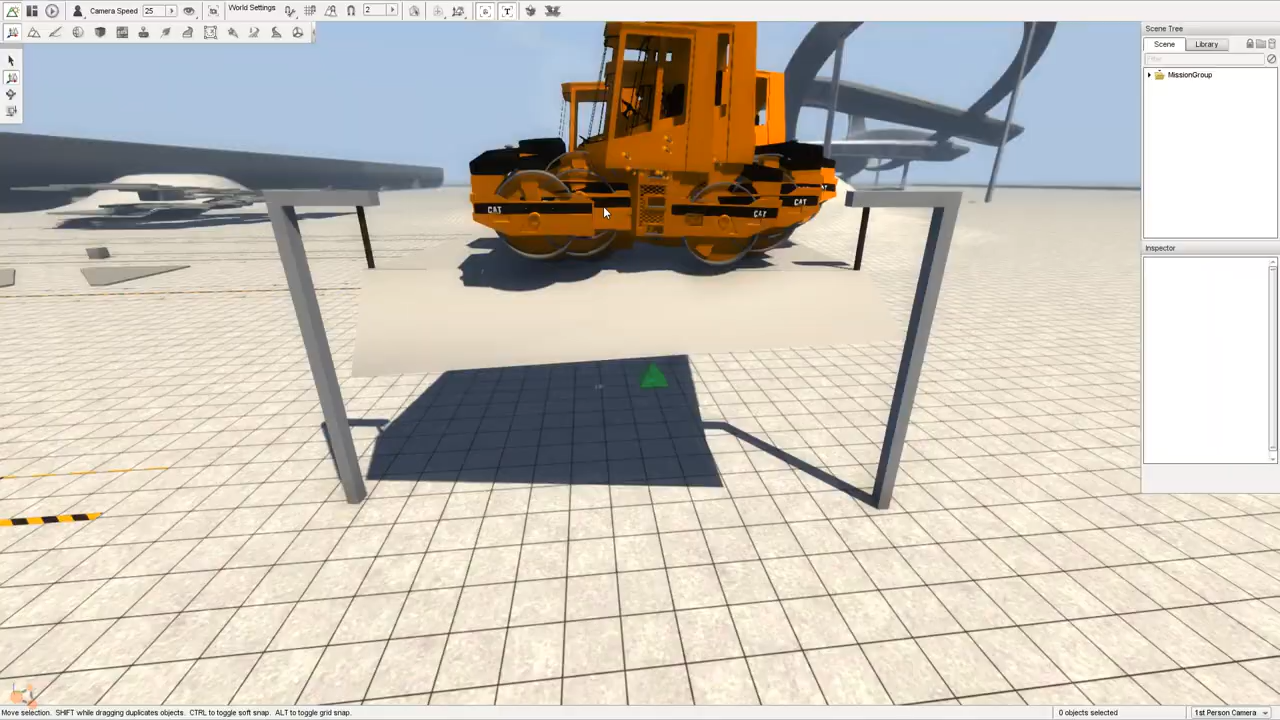 Camera Speed 25
World Settings
2
T
Scene Tree
Scene Library
Filter
MissionGroup
CAT
CAT
CAT
Inspector
Move selection. SHIFT while dragging duplicates objects. CTRL to toggle soft snap. ALT to toggle grid snap.
0 objects selected
1st Person Camera